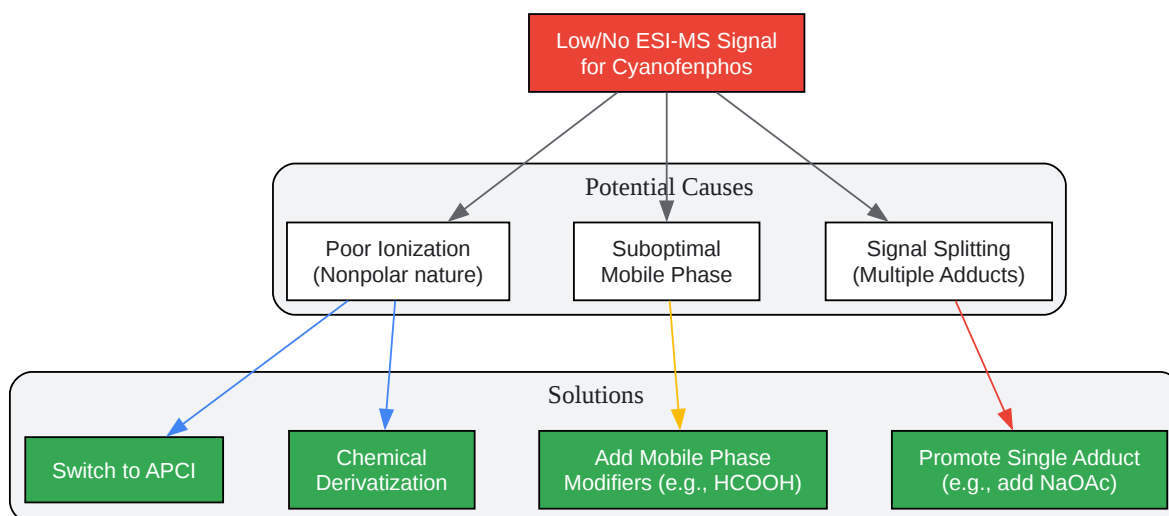 Low/No ESI-MS Signal
for Cyanofenphos
Potential Causes
Poor Ionization
(Nonpolar nature)
Suboptimal
Mobile Phase
Signal Splitting
(Multiple Adducts)
Solutions
Switch to APCI
Chemical
Derivatization
Add Mobile Phase
Modifiers (e.g., HCOOH)
Promote Single Adduct
(e.g., add NaOAc)